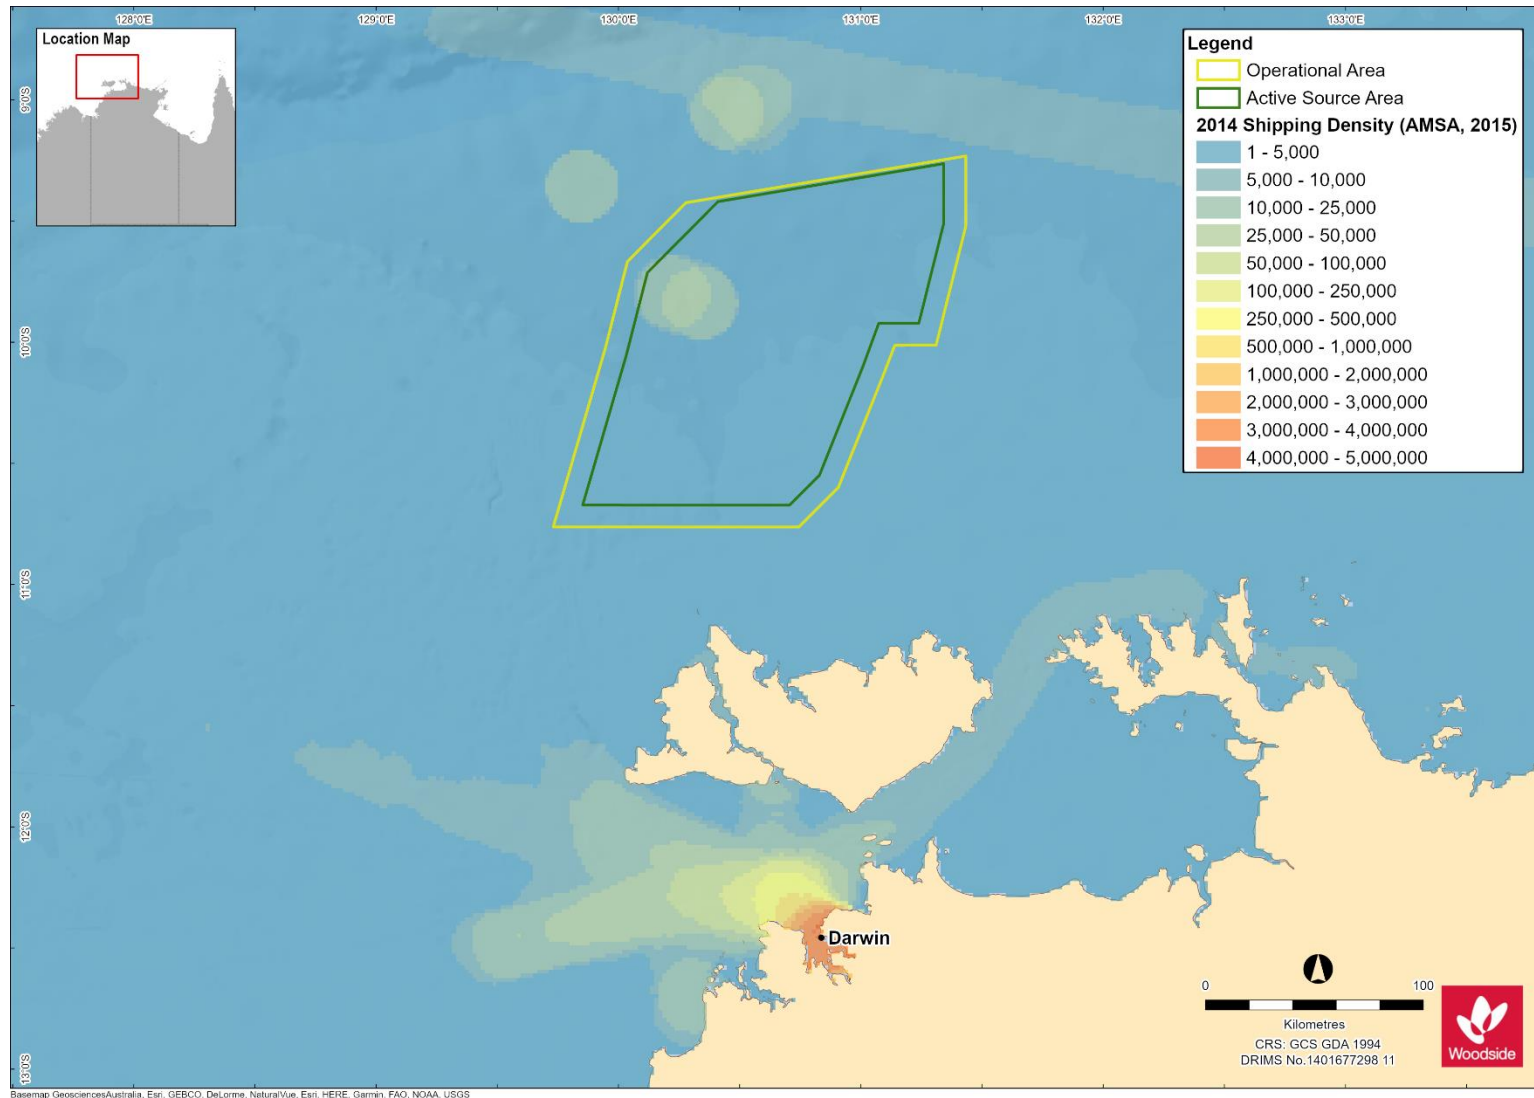 128°0'E
129°0'E
130°0'E
131°0'E
132°0'E
133°0'E
Location Map
Legend
Operational Area
Active Source Area
2014 Shipping Density (AMSA, 2015)
1 - 5,000
5,000 - 10,000
10,000 - 25,000
25,000 - 50,000
50,000 - 100,000
100,000 - 250,000
250,000 - 500,000
500,000 - 1,000,000
1,000,000 - 2,000,000
2,000,000 - 3,000,000
3,000,000 - 4,000,000
4,000,000 - 5,000,000
9°0'S
10°0'S
11°0'S
12°0'S
13°0'S
Darwin
0 100
Kilometres
CRS: GCS GDA 1994
DRIMS No.1401677298 11
Woodside
Basemap GeosciencesAustralia, Esri, GEBCO, DeLorme, NaturalVue, Esri, HERE, Garmin, FAO, NOAA, USGS